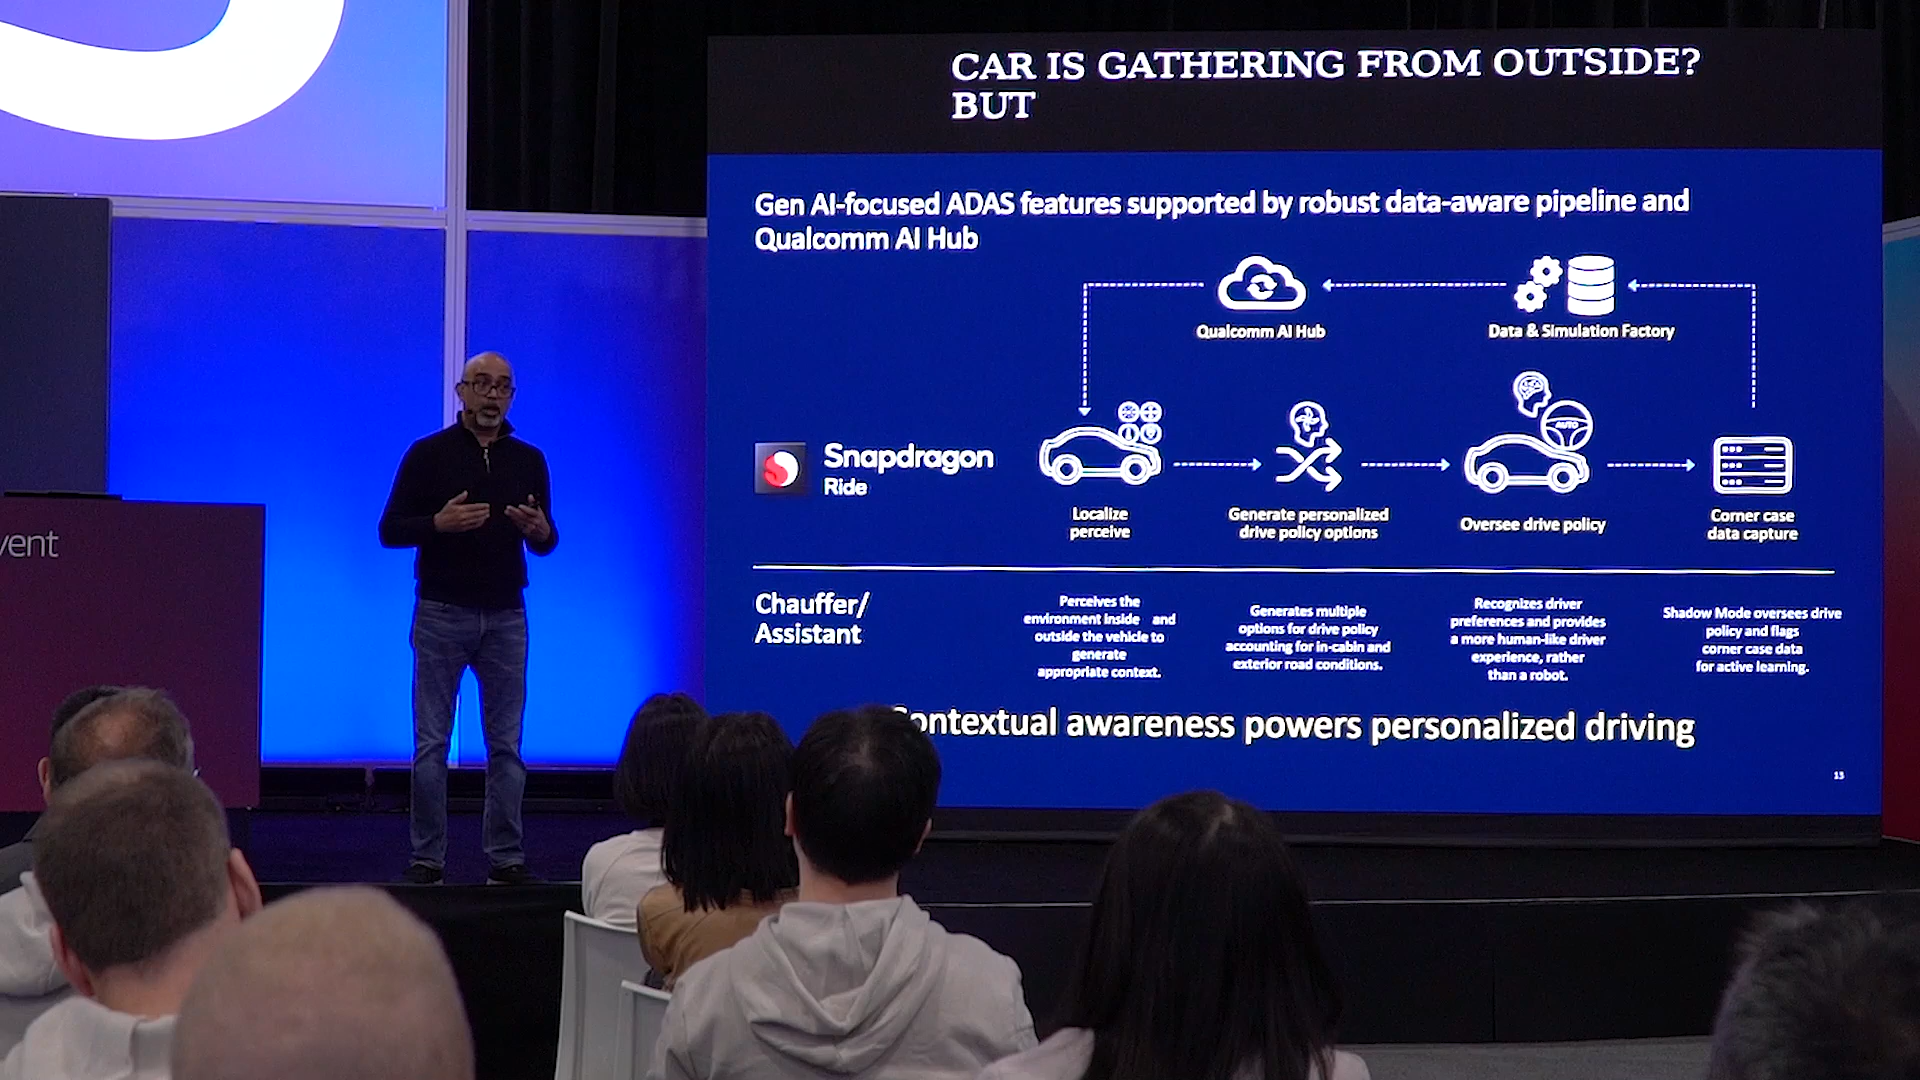 CAR IS GATHERING FROM OUTSIDE?
BUT
Gen AI-focused ADAS features supported by robust data-aware pipeline and
Qualcomm AI Hub
Qualcomm AI Hub
Data & Simulation Factory
AUTO
Snapdragon
Ride
Localize
perceive
Generate personalized
drive policy options
Oversee drive policy
Corner case
data capture
Chauffer/
Assistant
Perceives the
environment inside and
outside the vehicle to
generate
appropriate context.
Generates multiple
options for drive policy
accounting for in-cabin and
exterior road conditions.
Recognizes driver
preferences and provides
a more human-like driver
experience, rather
than a robot.
Shadow Mode oversees drive
policy and flags
corner case data
for active learning.
Contextual awareness powers personalized driving
13
vent